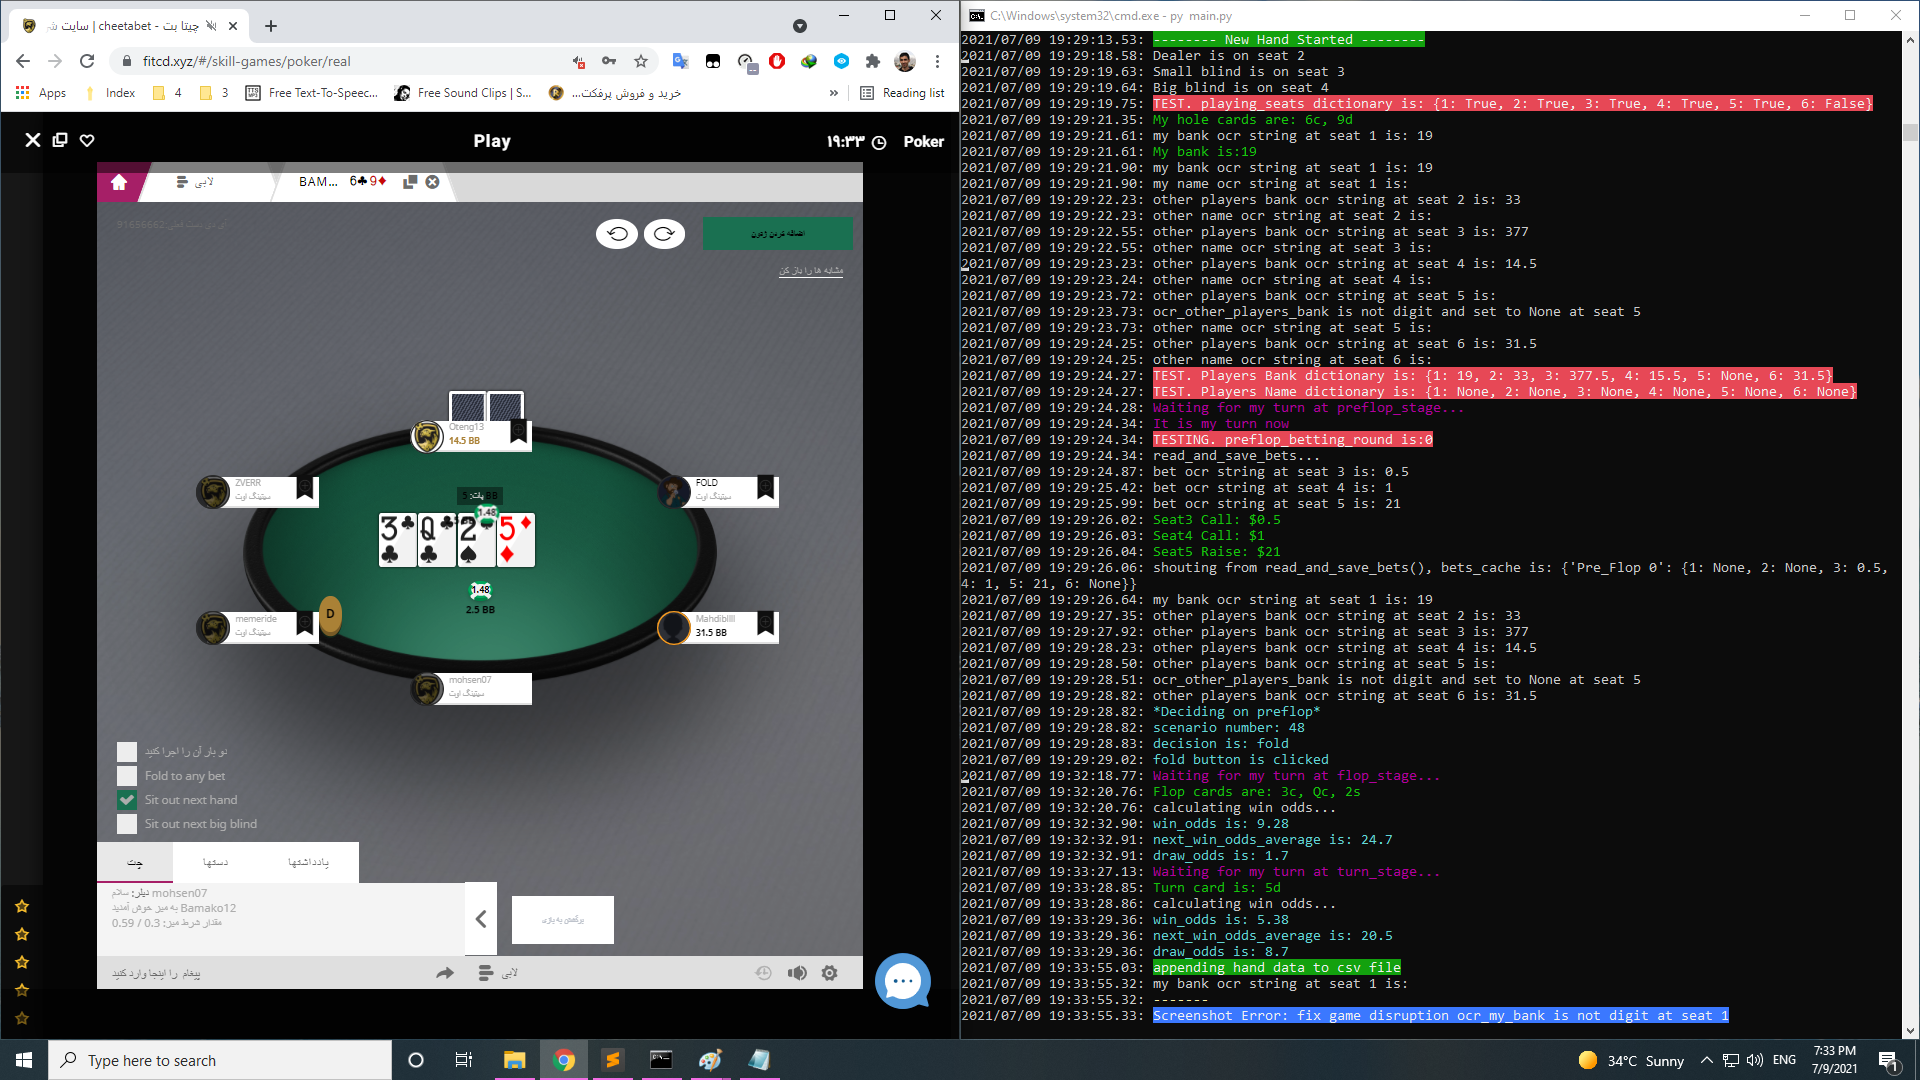 چیتا بت - cheetabet | سایت
fitcd.xyz/#/skill-games/poker/real
Apps
Index
4
3
Free Text-To-Speec...
Free Sound Clips | S...
خرید و فروش پرفکت...
»
Reading list
Play
۱۹:۳۳
Poker
لابی
BAM... 6♣9♦
91656662
اضافه کردن ژتون
مشابه ها را باز کن
Oteng13
14.5 BB
ZVERR
سیتینگ اوت
FOLD
سیتینگ اوت
پات: 5 BB
1.48
3 Q 2 5
1.48
2.5 BB
memeride
سیتینگ اوت
D
Mahdiblll
31.5 BB
mohsen07
سیتینگ اوت
دو بار آن را اجرا کنید
Fold to any bet
Sit out next hand
Sit out next big blind
چت
دستها
یادداشتها
دیلر: سلام mohsen07
به میز خوش آمدید Bamako12
مقدار شرط میز: 0.3 / 0.59
برگشتن به بازی
پیغام را اینجا وارد کنید
لابی
C:\Windows\system32\cmd.exe - py main.py
2021/07/09 19:29:13.53: -------- New Hand Started --------
2021/07/09 19:29:18.58: Dealer is on seat 2
2021/07/09 19:29:19.63: Small blind is on seat 3
2021/07/09 19:29:19.64: Big blind is on seat 4
2021/07/09 19:29:19.75: TEST. playing_seats dictionary is: {1: True, 2: True, 3: True, 4: True, 5: True, 6: False}
2021/07/09 19:29:21.35: My hole cards are: 6c, 9d
2021/07/09 19:29:21.61: my bank ocr string at seat 1 is: 19
2021/07/09 19:29:21.61: My bank is:19
2021/07/09 19:29:21.90: my bank ocr string at seat 1 is: 19
2021/07/09 19:29:21.90: my name ocr string at seat 1 is:
2021/07/09 19:29:22.23: other players bank ocr string at seat 2 is: 33
2021/07/09 19:29:22.23: other name ocr string at seat 2 is:
2021/07/09 19:29:22.55: other players bank ocr string at seat 3 is: 377
2021/07/09 19:29:22.55: other name ocr string at seat 3 is:
2021/07/09 19:29:23.23: other players bank ocr string at seat 4 is: 14.5
2021/07/09 19:29:23.24: other name ocr string at seat 4 is:
2021/07/09 19:29:23.72: other players bank ocr string at seat 5 is:
2021/07/09 19:29:23.73: ocr_other_players_bank is not digit and set to None at seat 5
2021/07/09 19:29:23.73: other name ocr string at seat 5 is:
2021/07/09 19:29:24.25: other players bank ocr string at seat 6 is: 31.5
2021/07/09 19:29:24.25: other name ocr string at seat 6 is:
2021/07/09 19:29:24.27: TEST. Players Bank dictionary is: {1: 19, 2: 33, 3: 377.5, 4: 15.5, 5: None, 6: 31.5}
2021/07/09 19:29:24.27: TEST. Players Name dictionary is: {1: None, 2: None, 3: None, 4: None, 5: None, 6: None}
2021/07/09 19:29:24.28: Waiting for my turn at preflop_stage...
2021/07/09 19:29:24.34: It is my turn now
2021/07/09 19:29:24.34: TESTING. preflop_betting_round is:0
2021/07/09 19:29:24.34: read_and_save_bets...
2021/07/09 19:29:24.87: bet ocr string at seat 3 is: 0.5
2021/07/09 19:29:25.42: bet ocr string at seat 4 is: 1
2021/07/09 19:29:25.99: bet ocr string at seat 5 is: 21
2021/07/09 19:29:26.02: Seat3 Call: $0.5
2021/07/09 19:29:26.03: Seat4 Call: $1
2021/07/09 19:29:26.04: Seat5 Raise: $21
2021/07/09 19:29:26.06: shouting from read_and_save_bets(), bets_cache is: {'Pre_Flop 0': {1: None, 2: None, 3: 0.5,
4: 1, 5: 21, 6: None}}
2021/07/09 19:29:26.64: my bank ocr string at seat 1 is: 19
2021/07/09 19:29:27.35: other players bank ocr string at seat 2 is: 33
2021/07/09 19:29:27.92: other players bank ocr string at seat 3 is: 377
2021/07/09 19:29:28.23: other players bank ocr string at seat 4 is: 14.5
2021/07/09 19:29:28.50: other players bank ocr string at seat 5 is:
2021/07/09 19:29:28.51: ocr_other_players_bank is not digit and set to None at seat 5
2021/07/09 19:29:28.82: other players bank ocr string at seat 6 is: 31.5
2021/07/09 19:29:28.82: *Deciding on preflop*
2021/07/09 19:29:28.82: scenario number: 48
2021/07/09 19:29:28.83: decision is: fold
2021/07/09 19:29:29.02: fold button is clicked
2021/07/09 19:32:18.77: Waiting for my turn at flop_stage...
2021/07/09 19:32:20.76: Flop cards are: 3c, Qc, 2s
2021/07/09 19:32:20.76: calculating win odds...
2021/07/09 19:32:32.90: win_odds is: 9.28
2021/07/09 19:32:32.91: next_win_odds_average is: 24.7
2021/07/09 19:32:32.91: draw_odds is: 1.7
2021/07/09 19:33:27.13: Waiting for my turn at turn_stage...
2021/07/09 19:33:28.85: Turn card is: 5d
2021/07/09 19:33:28.86: calculating win odds...
2021/07/09 19:33:29.36: win_odds is: 5.38
2021/07/09 19:33:29.36: next_win_odds_average is: 20.5
2021/07/09 19:33:29.36: draw_odds is: 8.7
2021/07/09 19:33:55.03: appending hand data to csv file
2021/07/09 19:33:55.32: my bank ocr string at seat 1 is:
2021/07/09 19:33:55.32: -------
2021/07/09 19:33:55.33: Screenshot Error: fix game disruption ocr_my_bank is not digit at seat 1
Type here to search
34°C Sunny
ENG
7:33 PM
7/9/2021
1